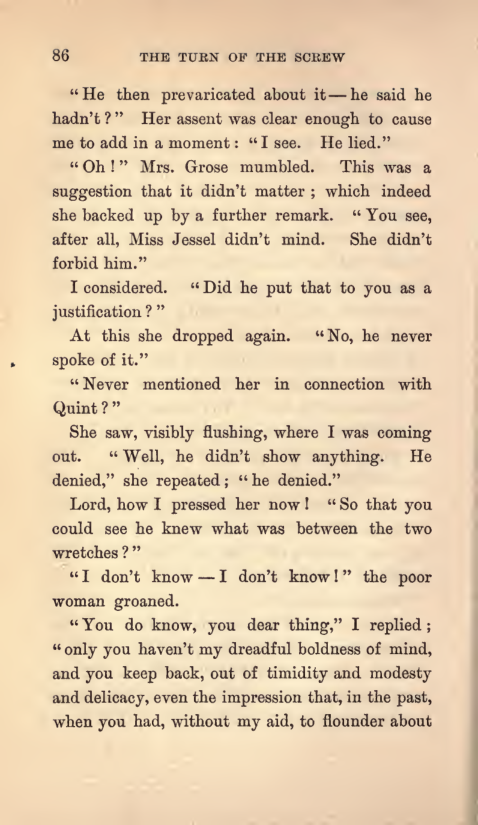 86 THE TURN OF THE SCREW
“He then prevaricated about it — he said he
hadn't?” Her assent was clear enough to cause
me to add in a moment: “I see. He lied.”
“Oh!” Mrs. Grose mumbled. This was a
suggestion that it didn't matter; which indeed
she backed up by a further remark. “You see,
after all, Miss Jessel didn't mind. She didn't
forbid him.”
I considered. “Did he put that to you as a
justification?”
At this she dropped again. “No, he never
spoke of it.”
“Never mentioned her in connection with
Quint?”
She saw, visibly flushing, where I was coming
out. “Well, he didn't show anything. He
denied,” she repeated; “he denied.”
Lord, how I pressed her now! “So that you
could see he knew what was between the two
wretches?”
“I don't know — I don't know!” the poor
woman groaned.
“You do know, you dear thing,” I replied;
“only you haven't my dreadful boldness of mind,
and you keep back, out of timidity and modesty
and delicacy, even the impression that, in the past,
when you had, without my aid, to flounder about